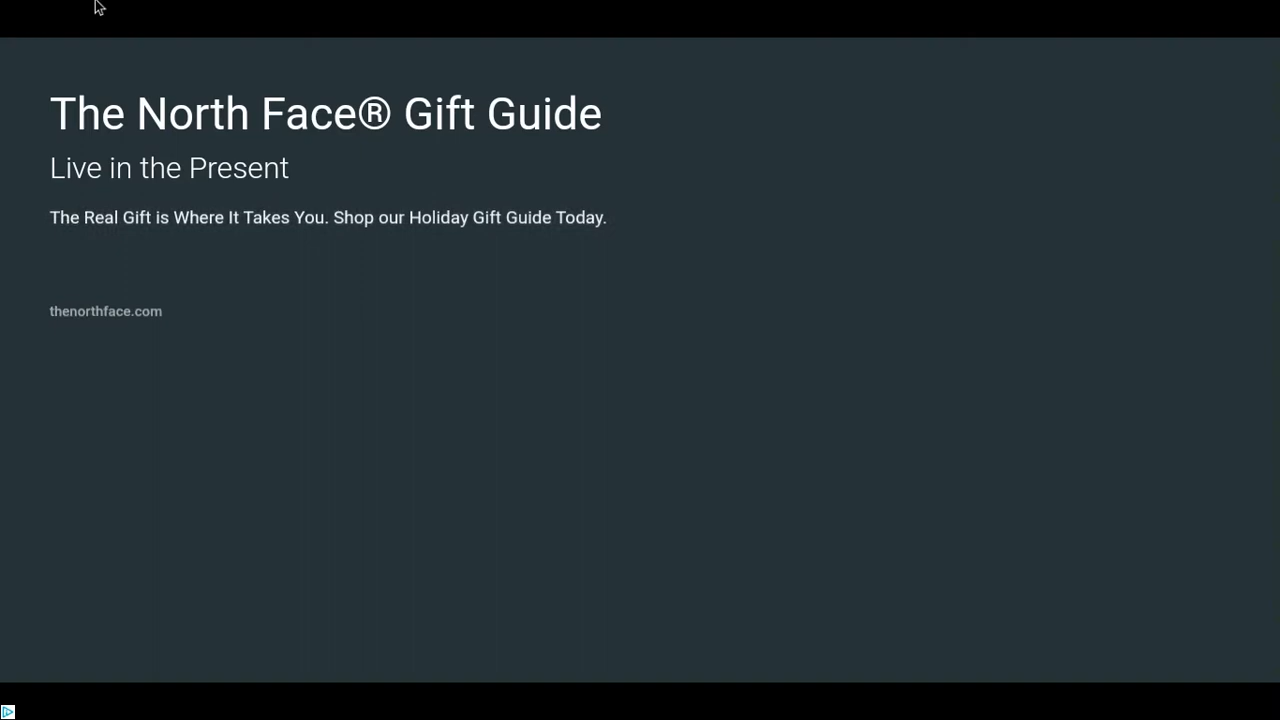 The North Face® Gift Guide
Live in the Present
The Real Gift is Where It Takes You. Shop our Holiday Gift Guide Today.
thenorthface.com